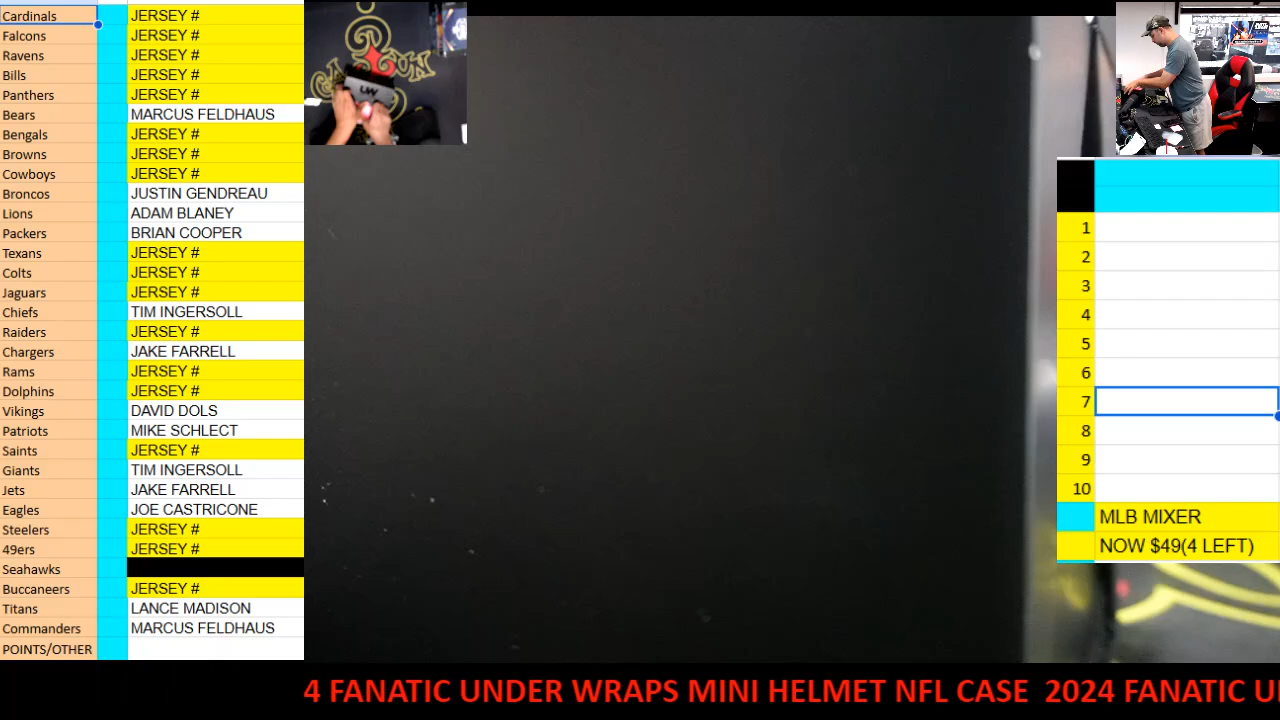 Cardinals JERSEY #
Falcons JERSEY #
Ravens JERSEY #
Bills JERSEY #
Panthers JERSEY #
Bears MARCUS FELDHAUS
Bengals JERSEY #
Browns JERSEY #
Cowboys JERSEY #
Broncos JUSTIN GENDREAU
Lions ADAM BLANEY
Packers BRIAN COOPER
Texans JERSEY #
Colts JERSEY #
Jaguars JERSEY #
Chiefs TIM INGERSOLL
Raiders JERSEY #
Chargers JAKE FARRELL
Rams JERSEY #
Dolphins JERSEY #
Vikings DAVID DOLS
Patriots MIKE SCHLECT
Saints JERSEY #
Giants TIM INGERSOLL
Jets JAKE FARRELL
Eagles JOE CASTRICONE
Steelers JERSEY #
49ers JERSEY #
Seahawks
Buccaneers JERSEY #
Titans LANCE MADISON
Commanders MARCUS FELDHAUS
POINTS/OTHER
UW
1
2
3
4
5
6
7
8
9
10
MLB MIXER
NOW $49(4 LEFT)
4 FANATIC UNDER WRAPS MINI HELMET NFL CASE 2024 FANATIC U